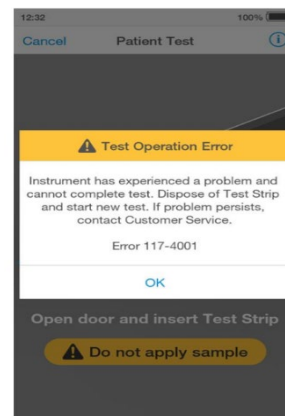 12:32 100%
Cancel Patient Test
Test Operation Error
Instrument has experienced a problem and
cannot complete test. Dispose of Test Strip
and start new test. If problem persists,
contact Customer Service.
Error 117-4001
OK
Open door and insert Test Strip
Do not apply sample